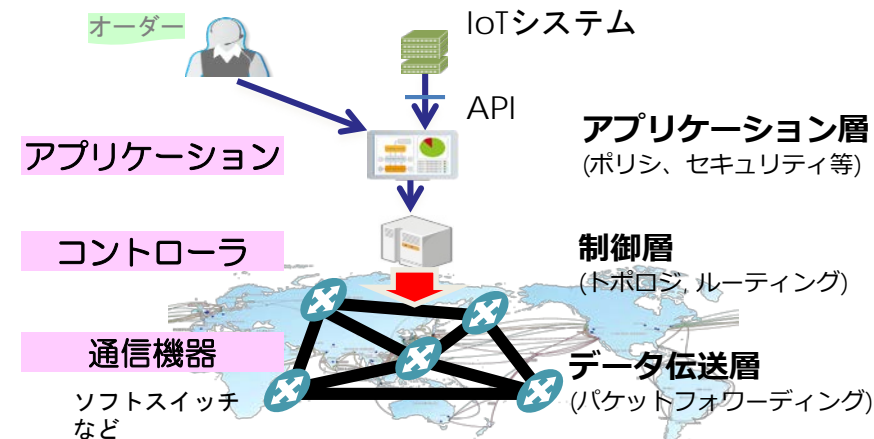 オーダー
IoTシステム
API
アプリケーション
アプリケーション層
(ポリシ、セキュリティ等)
コントローラ
制御層
(トポロジ, ルーティング)
通信機器
データ伝送層
(パケットフォワーディング)
ソフトスイッチ
など